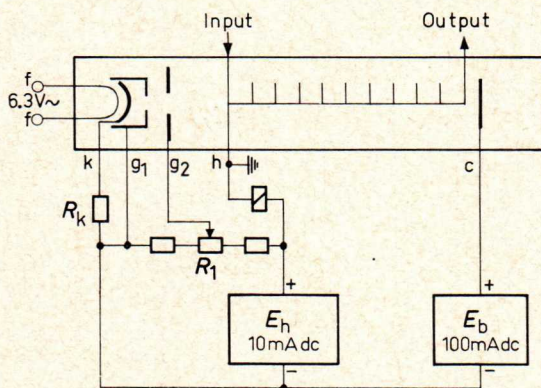 Input Output
f
6.3V~
f
k g1 g2 h c
Rk
R1
+ +
Eh Eb
10mAdc 100mAdc
− −